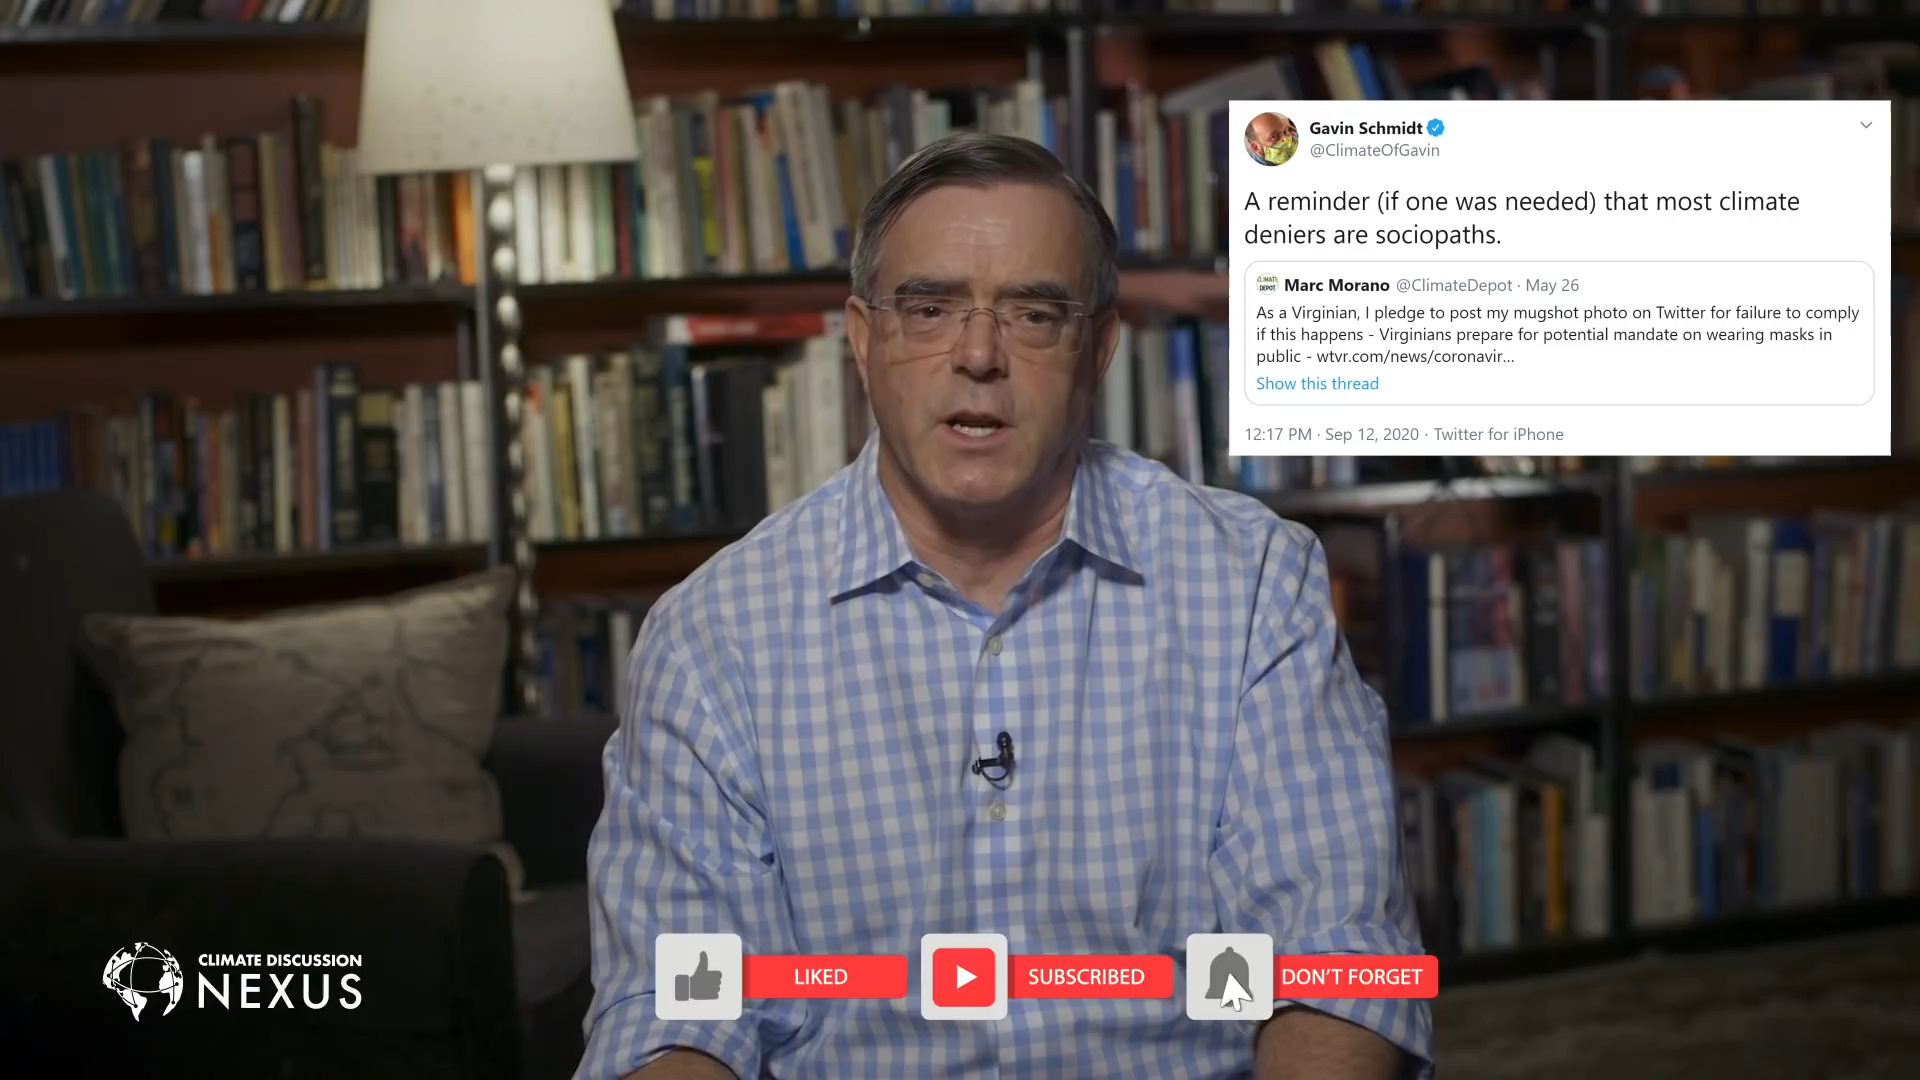 Gavin Schmidt
@ClimateOfGavin
A reminder (if one was needed) that most climate
deniers are sociopaths.
Marc Morano @ClimateDepot · May 26
As a Virginian, I pledge to post my mugshot photo on Twitter for failure to comply
if this happens - Virginians prepare for potential mandate on wearing masks in
public - wtvr.com/news/coronavir...
Show this thread
12:17 PM · Sep 12, 2020 · Twitter for iPhone
CLIMATE DISCUSSION
NEXUS
LIKED
SUBSCRIBED
DON'T FORGET